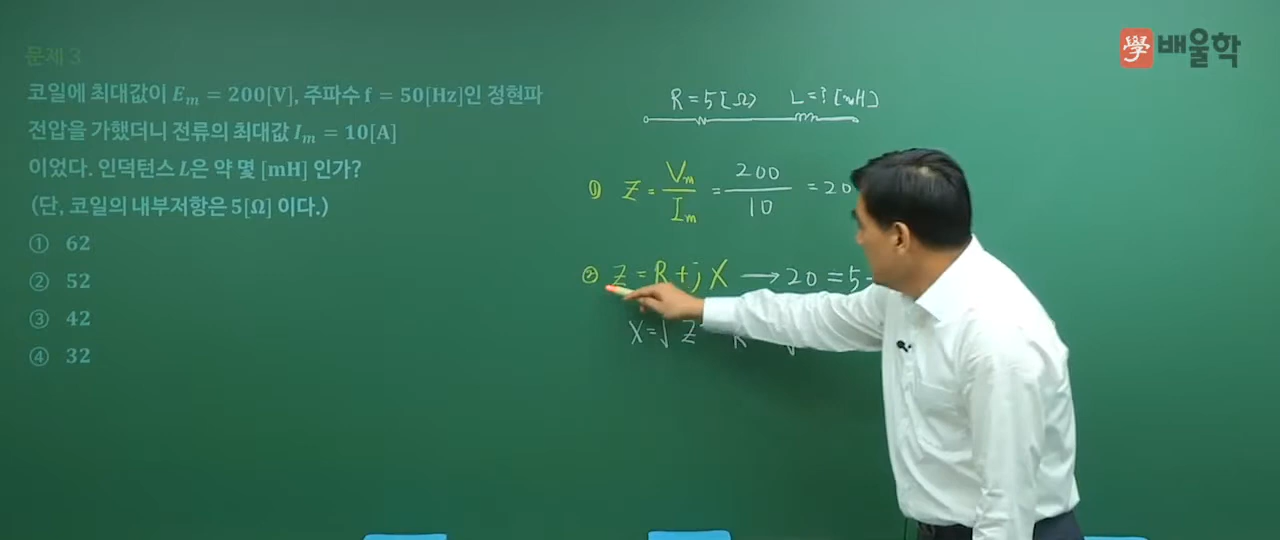 學 배울학
문제 3
코일에 최대값이 E_m = 200[V], 주파수 f = 50[Hz]인 정현파
전압을 가했더니 전류의 최대값 I_m = 10[A]
이었다. 인덕턴스 L은 약 몇 [mH] 인가?
(단, 코일의 내부저항은 5[Ω] 이다.)
① 62
② 52
③ 42
④ 32
R=5[Ω] L=? [mH]
① Z = V_m / I_m = 200 / 10 = 20
② Z = R + jX → 20 = 5
X = √ Z R